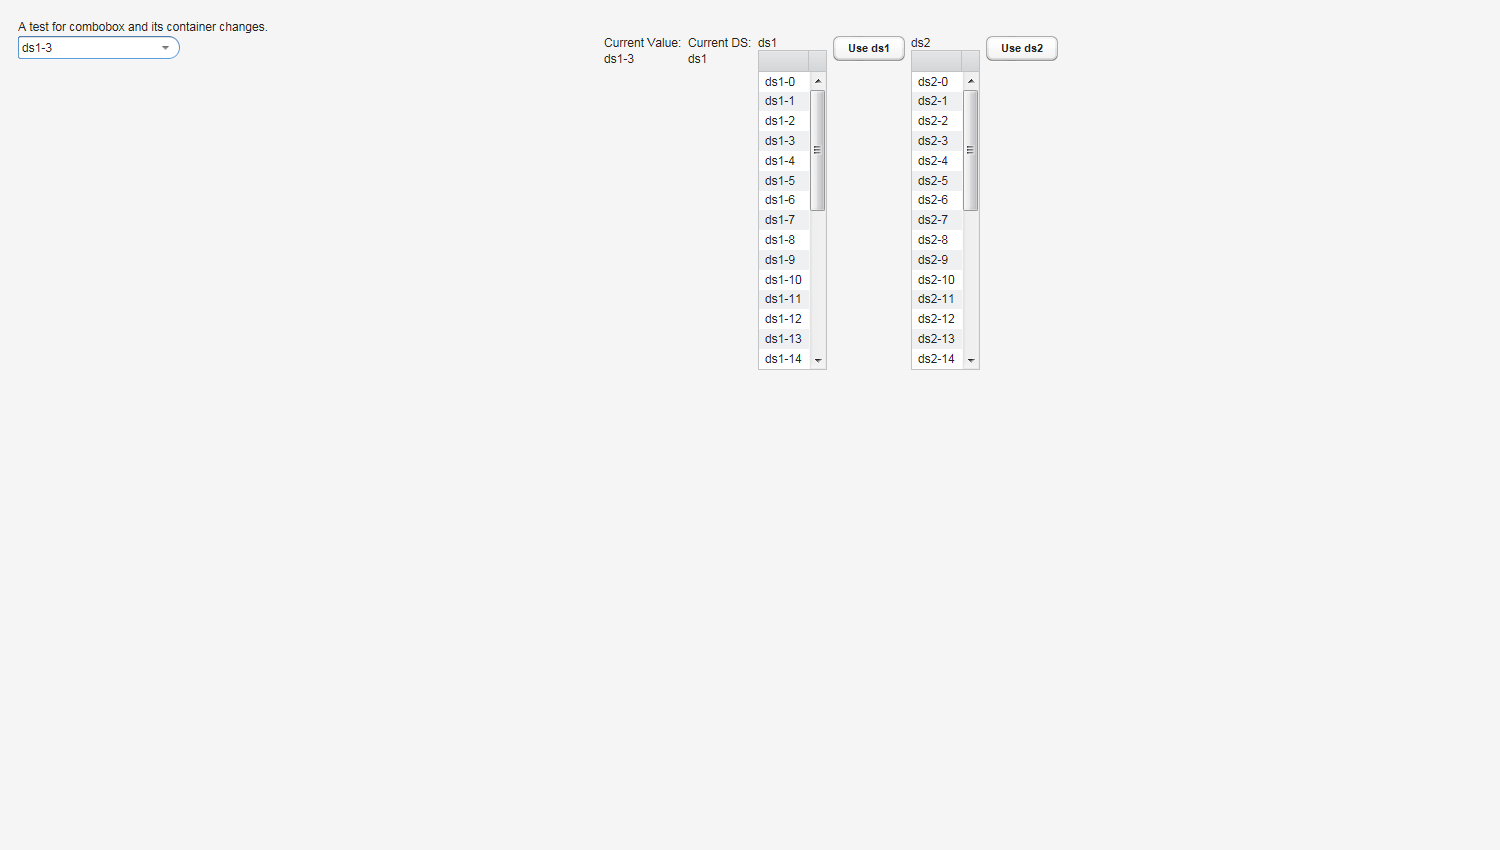 A test for combobox and its container changes.
ds1-3
Current Value:
ds1-3
Current DS:
ds1
ds1
ds1-0
ds1-1
ds1-2
ds1-3
ds1-4
ds1-5
ds1-6
ds1-7
ds1-8
ds1-9
ds1-10
ds1-11
ds1-12
ds1-13
ds1-14
Use ds1
ds2
ds2-0
ds2-1
ds2-2
ds2-3
ds2-4
ds2-5
ds2-6
ds2-7
ds2-8
ds2-9
ds2-10
ds2-11
ds2-12
ds2-13
ds2-14
Use ds2